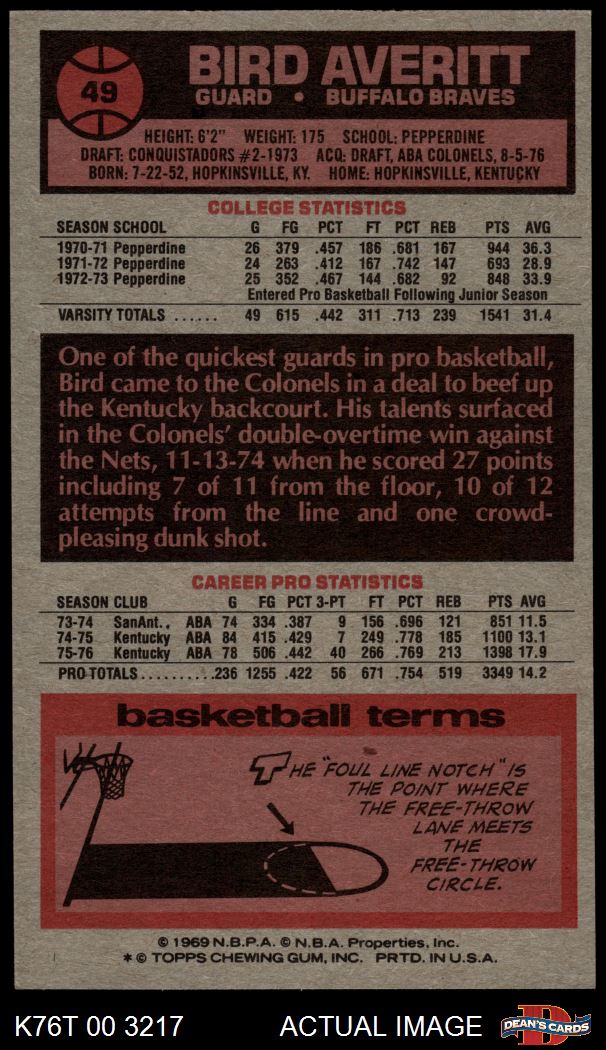 49
BIRD AVERITT
GUARD • BUFFALO BRAVES
HEIGHT: 6'2" WEIGHT: 175 SCHOOL: PEPPERDINE
DRAFT: CONQUISTADORS #2-1973 ACQ: DRAFT, ABA COLONELS, 8-5-76
BORN: 7-22-52, HOPKINSVILLE, KY. HOME: HOPKINSVILLE, KENTUCKY
COLLEGE STATISTICS
SEASON SCHOOL G FG PCT FT PCT REB PTS AVG
1970-71 Pepperdine 26 379 .457 186 .681 167 944 36.3
1971-72 Pepperdine 24 263 .412 167 .742 147 693 28.9
1972-73 Pepperdine 25 352 .467 144 .682 92 848 33.9
Entered Pro Basketball Following Junior Season
VARSITY TOTALS ...... 49 615 .442 311 .713 239 1541 31.4
One of the quickest guards in pro basketball,
Bird came to the Colonels in a deal to beef up
the Kentucky backcourt. His talents surfaced
in the Colonels' double-overtime win against
the Nets, 11-13-74 when he scored 27 points
including 7 of 11 from the floor, 10 of 12
attempts from the line and one crowd-
pleasing dunk shot.
CAREER PRO STATISTICS
SEASON CLUB G FG PCT 3-PT FT PCT REB PTS AVG
73-74 SanAnt., ABA 74 334 .387 9 156 .696 121 851 11.5
74-75 Kentucky ABA 84 415 .429 7 249 .778 185 1100 13.1
75-76 Kentucky ABA 78 506 .442 40 266 .769 213 1398 17.9
PRO TOTALS..........236 1255 .422 56 671 .754 519 3349 14.2
basketball terms
THE "FOUL LINE NOTCH" IS
THE POINT WHERE
THE FREE-THROW
LANE MEETS
THE
FREE-THROW
CIRCLE.
© 1969 N.B.P.A. © N.B.A. Properties, Inc.
* © TOPPS CHEWING GUM, INC. PRTD. IN U.S.A.
K76T 00 3217 ACTUAL IMAGE DEAN'S CARDS